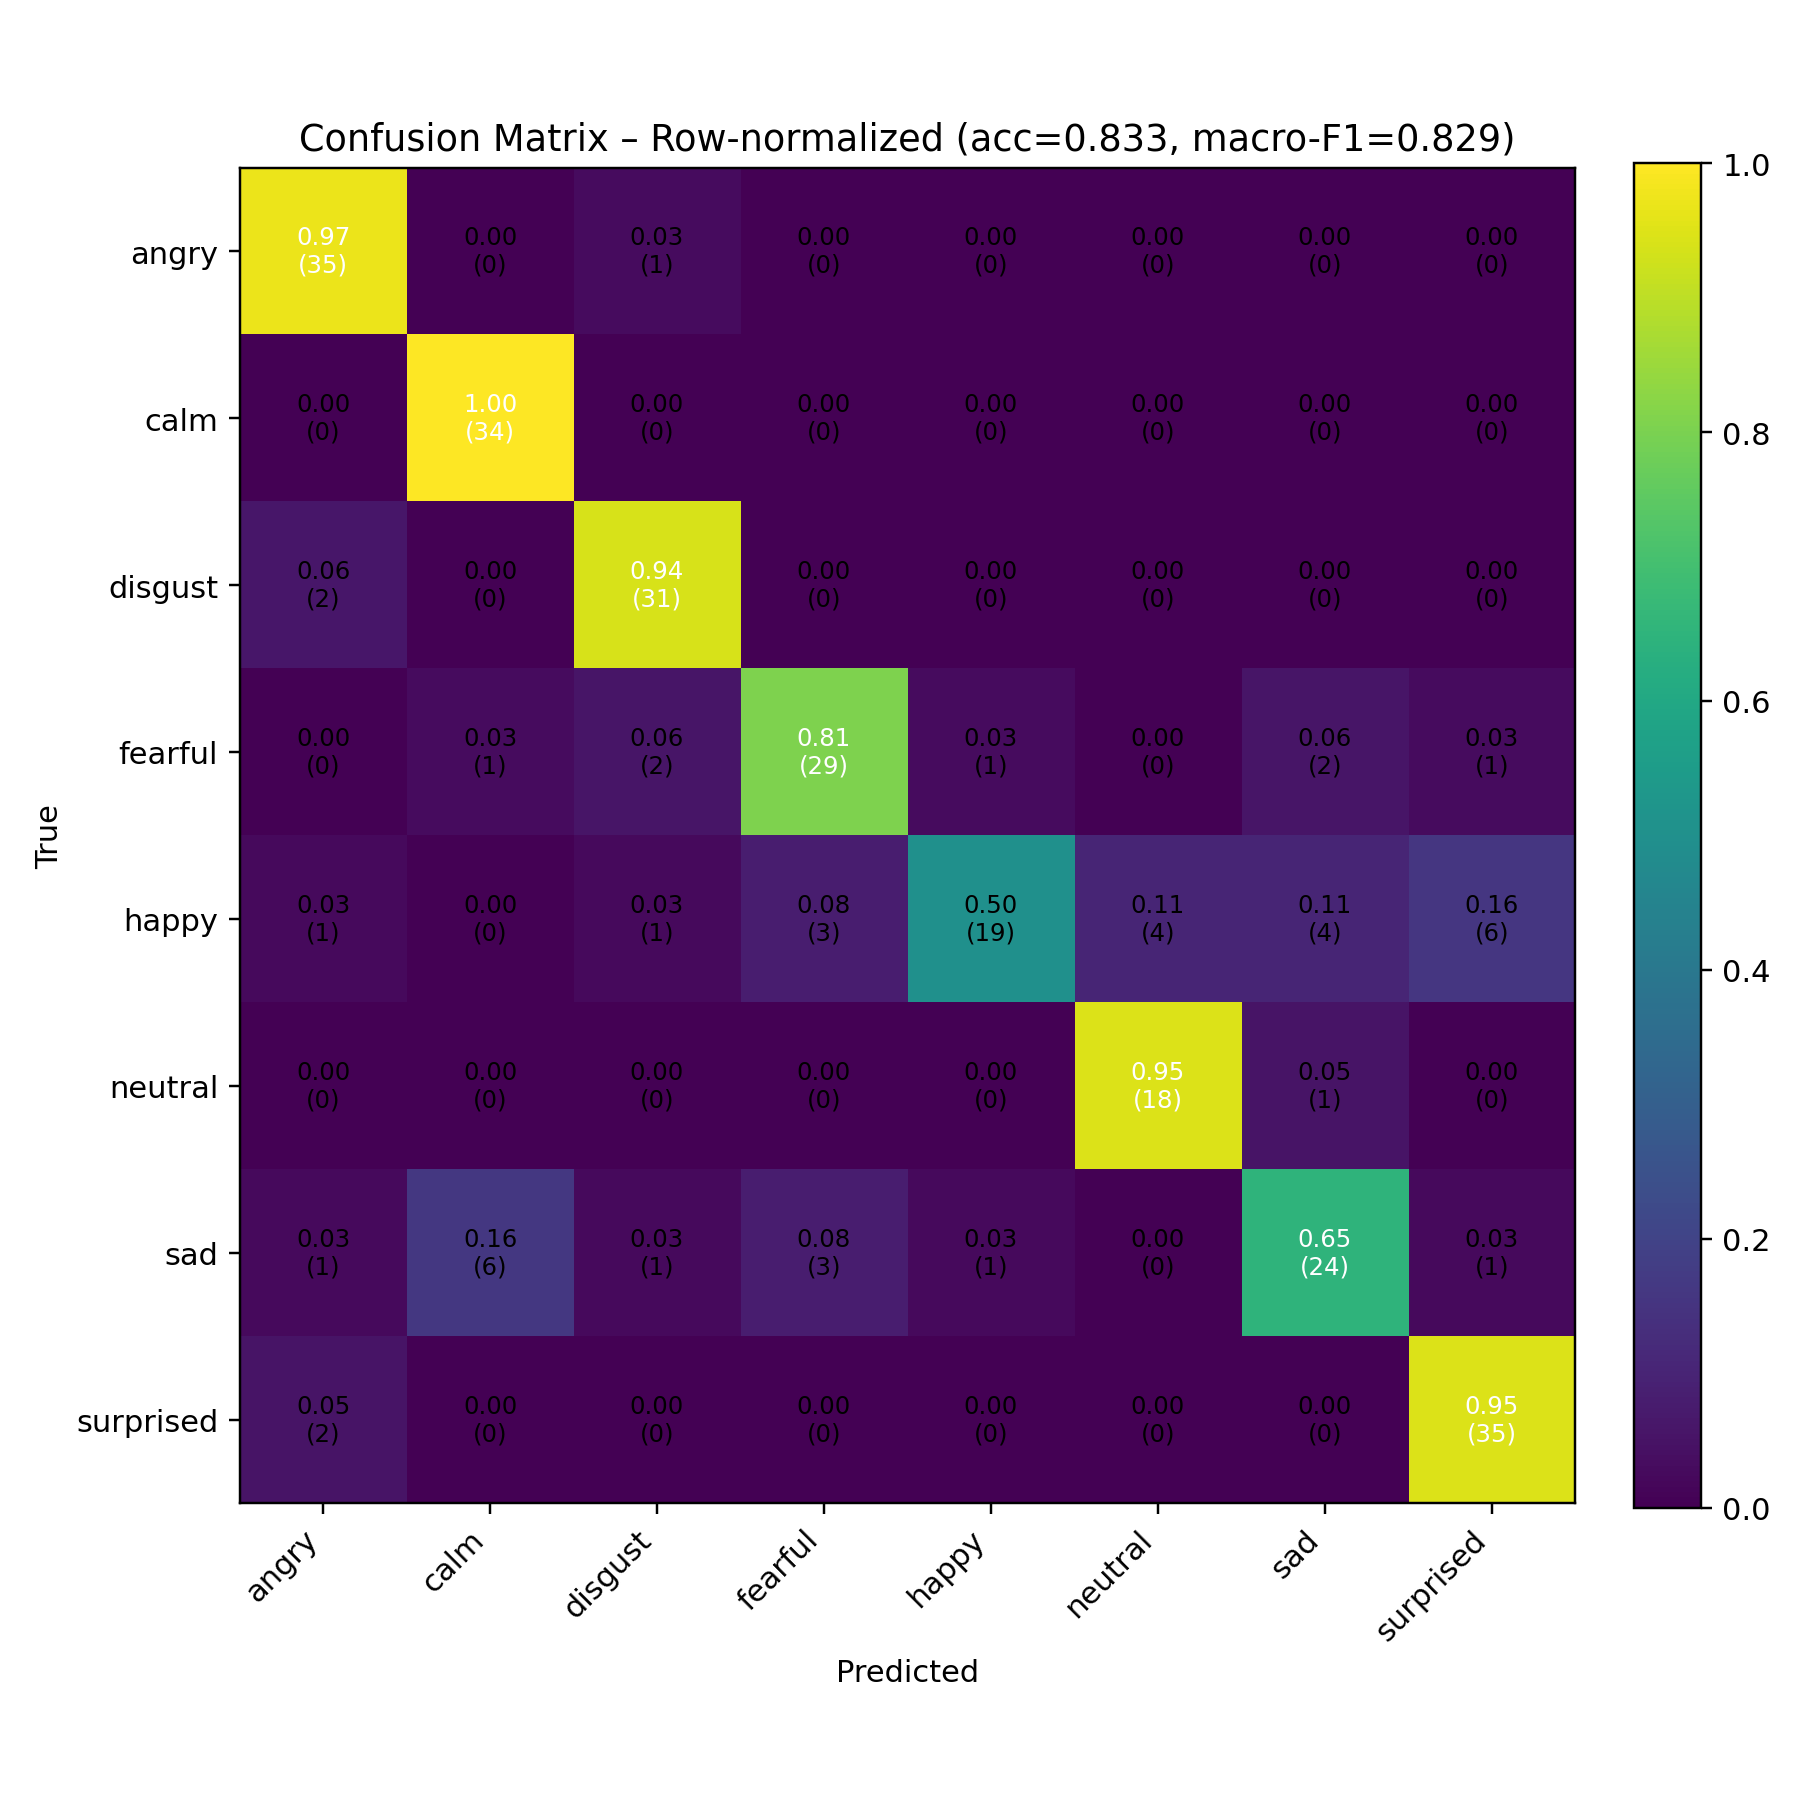 Confusion Matrix – Row-normalized (acc=0.833, macro-F1=0.829)
angry
0.97 0.00 0.03 0.00 0.00 0.00 0.00 0.00
(35) (0) (1) (0) (0) (0) (0) (0)
calm
0.00 1.00 0.00 0.00 0.00 0.00 0.00 0.00
(0) (34) (0) (0) (0) (0) (0) (0)
disgust
0.06 0.00 0.94 0.00 0.00 0.00 0.00 0.00
(2) (0) (31) (0) (0) (0) (0) (0)
fearful
0.00 0.03 0.06 0.81 0.03 0.00 0.06 0.03
(0) (1) (2) (29) (1) (0) (2) (1)
happy
0.03 0.00 0.03 0.08 0.50 0.11 0.11 0.16
(1) (0) (1) (3) (19) (4) (4) (6)
neutral
0.00 0.00 0.00 0.00 0.00 0.95 0.05 0.00
(0) (0) (0) (0) (0) (18) (1) (0)
sad
0.03 0.16 0.03 0.08 0.03 0.00 0.65 0.03
(1) (6) (1) (3) (1) (0) (24) (1)
surprised
0.05 0.00 0.00 0.00 0.00 0.00 0.00 0.95
(2) (0) (0) (0) (0) (0) (0) (35)
angry calm disgust fearful happy neutral sad surprised
Predicted
True
1.0
0.8
0.6
0.4
0.2
0.0